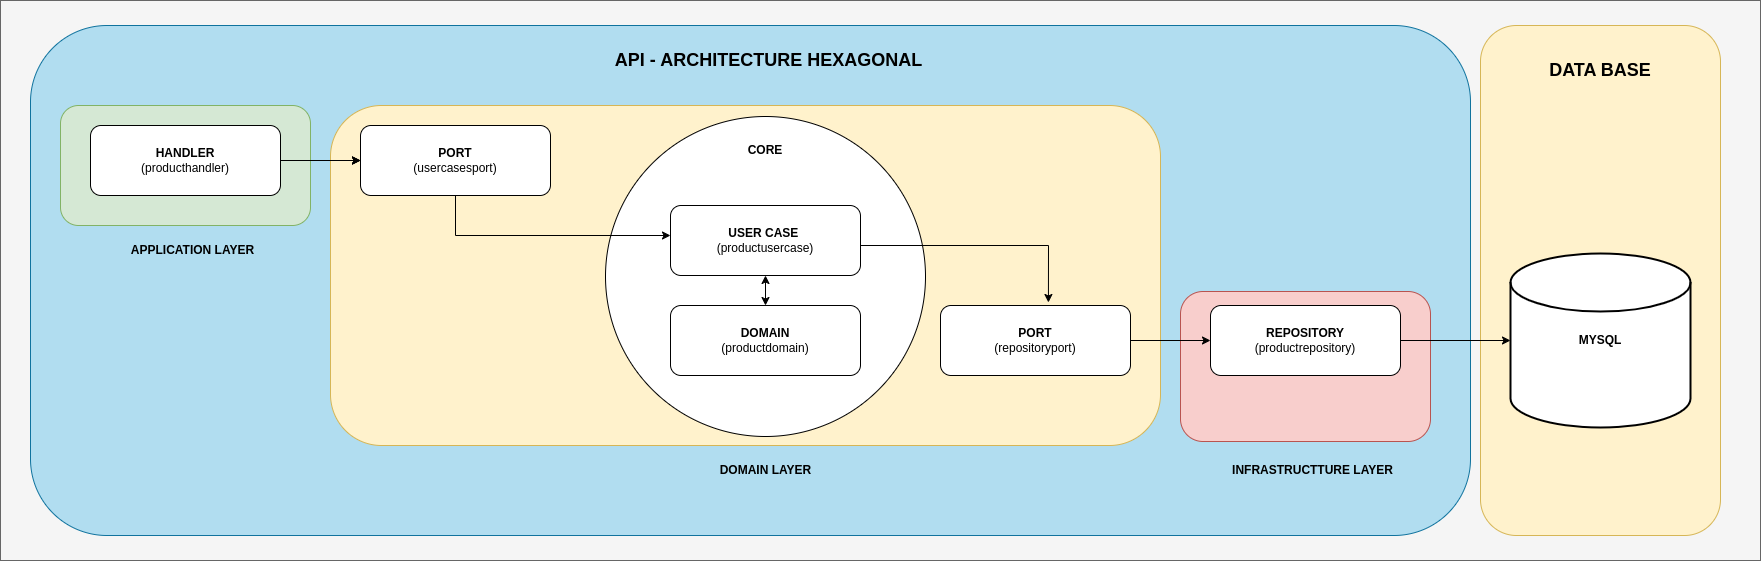 API - ARCHITECTURE HEXAGONAL
DATA BASE
HANDLER
(producthandler)
APPLICATION LAYER
PORT
(usercasesport)
CORE
USER CASE
(productusercase)
DOMAIN
(productdomain)
PORT
(repositoryport)
DOMAIN LAYER
REPOSITORY
(productrepository)
INFRASTRUCTTURE LAYER
MYSQL